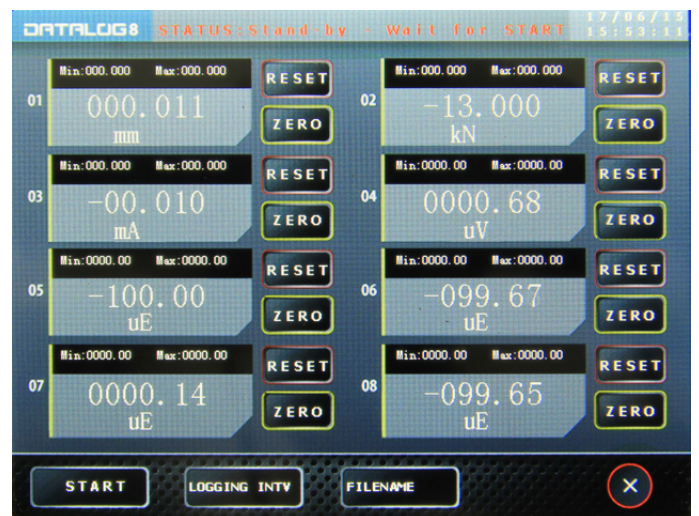 DATALOG8 STATUS:Stand-by - Wait for START 17/06/15
15:53:11
Min:000.000 Max:000.000 RESET
01 000.011
mm ZERO
Min:000.000 Max:000.000 RESET
02 -13.000
kN ZERO
Min:000.000 Max:000.000 RESET
03 -00.010
mA ZERO
Min:0000.00 Max:0000.00 RESET
04 0000.68
uV ZERO
Min:0000.00 Max:0000.00 RESET
05 -100.00
uE ZERO
Min:0000.00 Max:0000.00 RESET
06 -099.67
uE ZERO
Min:0000.00 Max:0000.00 RESET
07 0000.14
uE ZERO
Min:0000.00 Max:0000.00 RESET
08 -099.65
uE ZERO
START LOGGING INTV FILENAME X